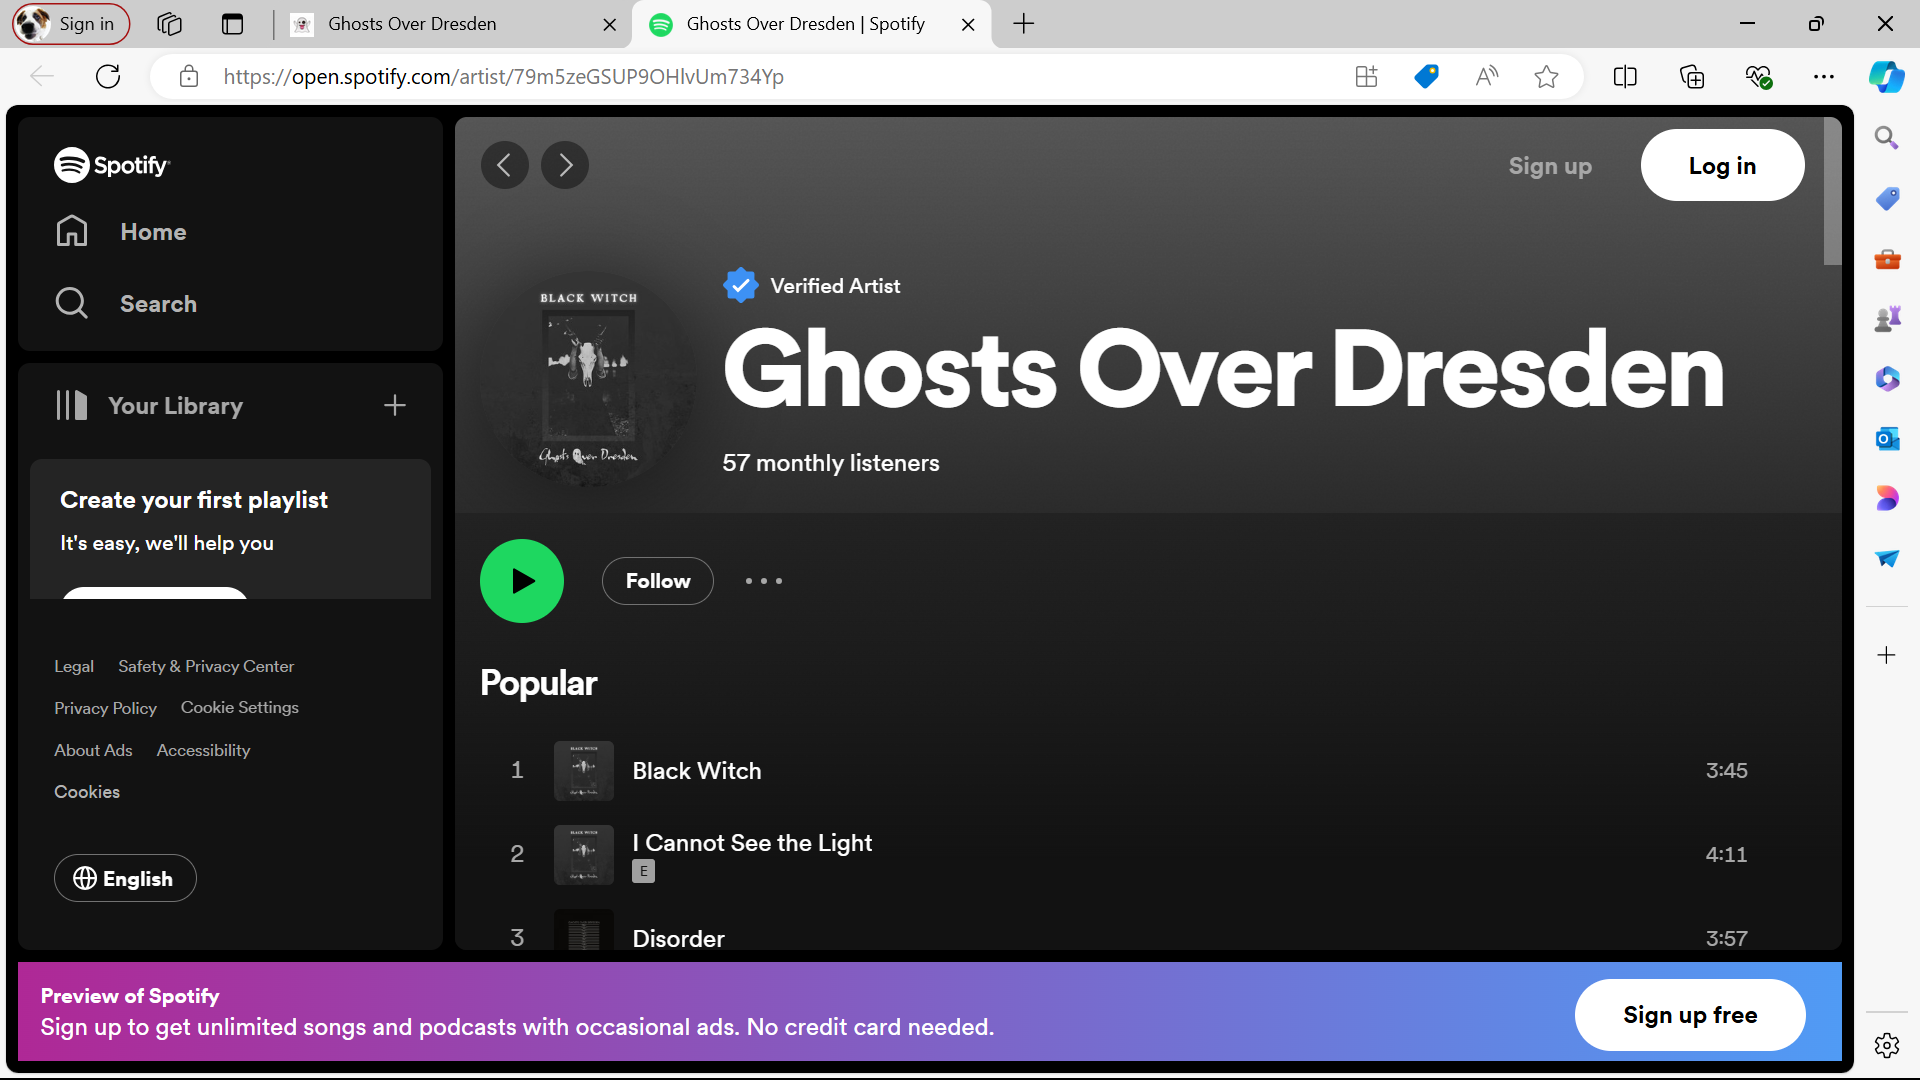 Sign in
Ghosts Over Dresden
Ghosts Over Dresden | Spotify
https://open.spotify.com/artist/79m5zeGSUP9OHlvUm734Yp
Spotify
Home
Search
Your Library
Create your first playlist
It's easy, we'll help you
Legal Safety & Privacy Center
Privacy Policy Cookie Settings
About Ads Accessibility
Cookies
English
Sign up
Log in
BLACK WITCH
Ghosts Over Dresden
Verified Artist
Ghosts Over Dresden
57 monthly listeners
Follow
Popular
1 BLACK WITCH Black Witch 3:45
2 BLACK WITCH I Cannot See the Light 4:11
E
3 Disorder 3:57
Preview of Spotify
Sign up to get unlimited songs and podcasts with occasional ads. No credit card needed.
Sign up free